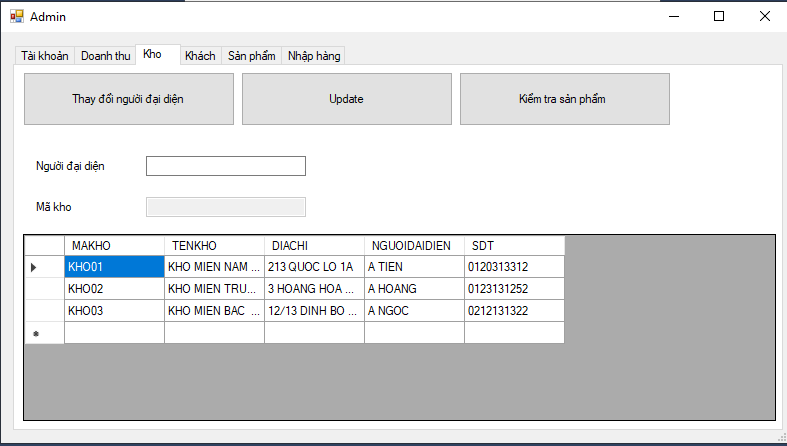 Admin
Tài khoản Doanh thu Kho Khách Sản phẩm Nhập hàng
Thay đổi người đại diện Update Kiểm tra sản phẩm
Người đại diện
Mã kho
MAKHO TENKHO DIACHI NGUOIDAIDIEN SDT
KHO01 KHO MIEN NAM ... 213 QUOC LO 1A A TIEN 0120313312
KHO02 KHO MIEN TRU... 3 HOANG HOA ... A HOANG 0123131252
KHO03 KHO MIEN BAC ... 12/13 DINH BO ... A NGOC 0212131322